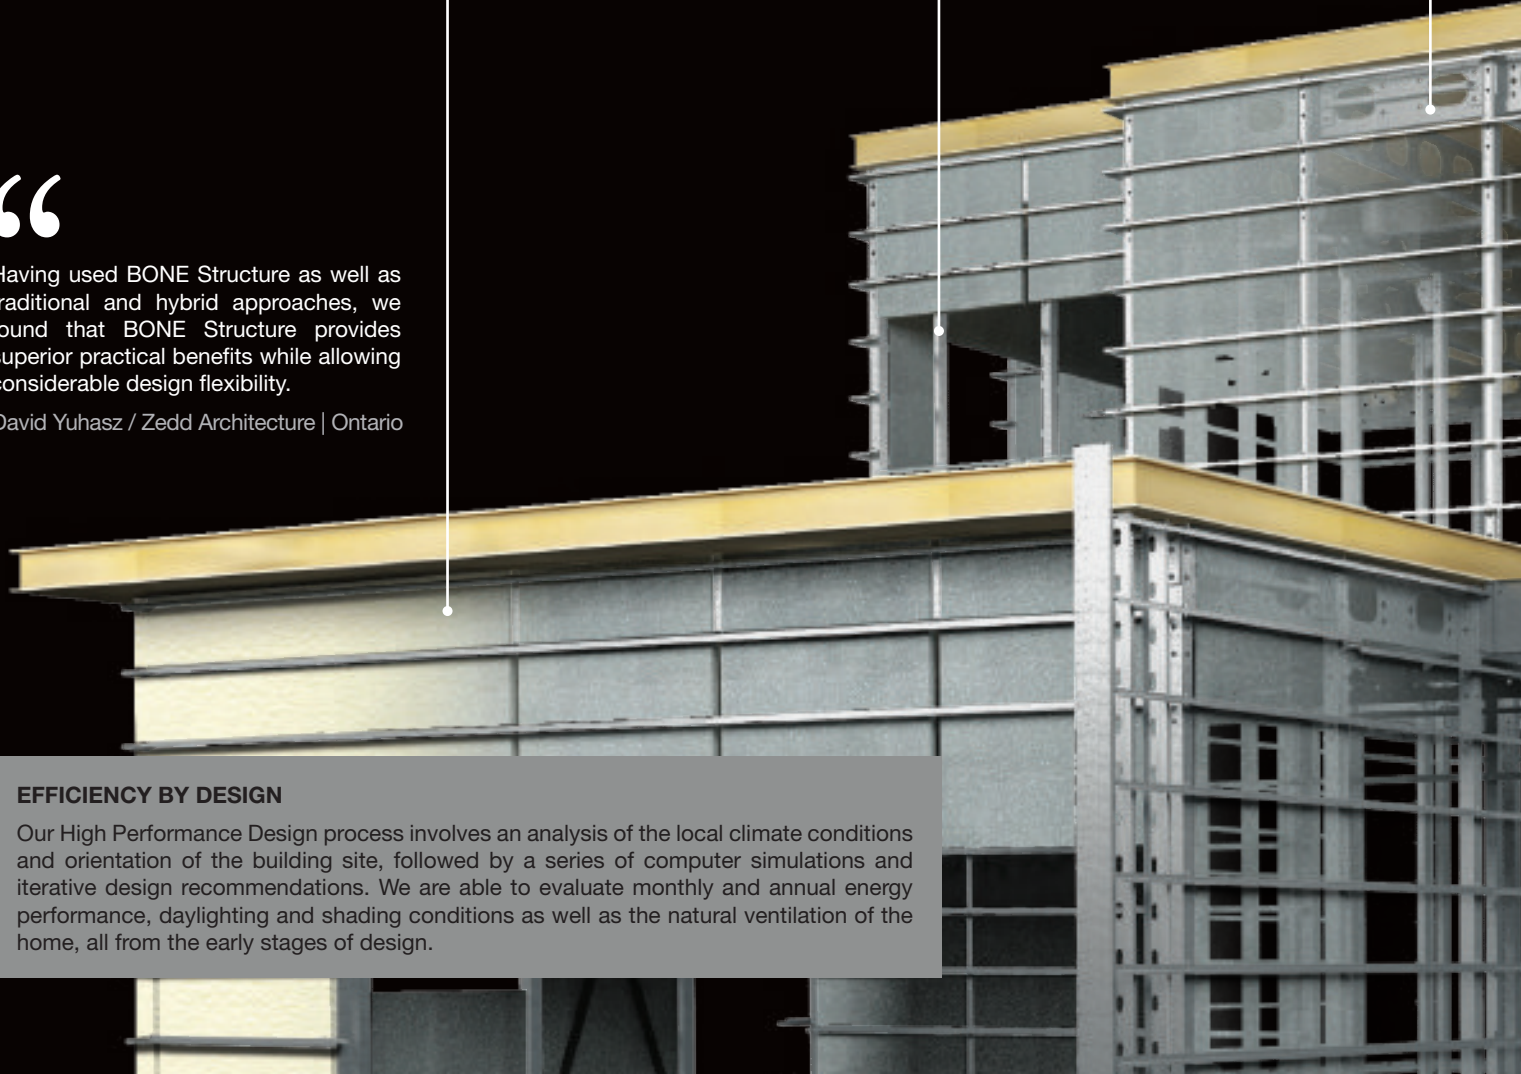 “
Having used BONE Structure as well as
raditional and hybrid approaches, we
ound that BONE Structure provides
superior practical benefits while allowing
considerable design flexibility.
David Yuhasz / Zedd Architecture | Ontario
EFFICIENCY BY DESIGN
Our High Performance Design process involves an analysis of the local climate conditions
and orientation of the building site, followed by a series of computer simulations and
iterative design recommendations. We are able to evaluate monthly and annual energy
performance, daylighting and shading conditions as well as the natural ventilation of the
home, all from the early stages of design.